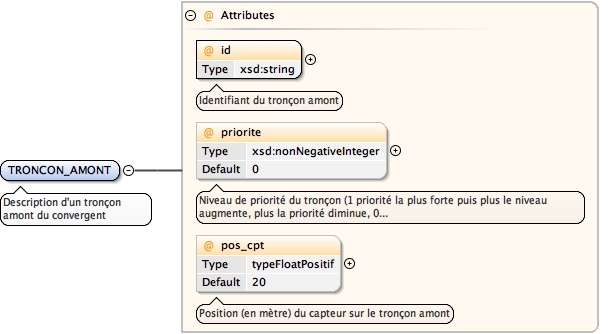 @ Attributes
@ id
Type xsd:string
Identifiant du tronçon amont
@ priorite
Type xsd:nonNegativeInteger
Default 0
TRONCON_AMONT
Description d'un tronçon
amont du convergent
Niveau de priorité du tronçon (1 priorité la plus forte puis plus le niveau
augmente, plus la priorité diminue, 0...
@ pos_cpt
Type typeFloatPositif
Default 20
Position (en mètre) du capteur sur le tronçon amont